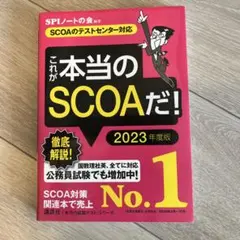 SPIノートの会 編著
SCOAのテストセンター対応
これが
本当の
SCOAだ!
2023年度版
徹底
解説!
国数理社英、全てに対応
公務員試験でも増加中!
SCOA対策
関連本で売上
No.1
講談社